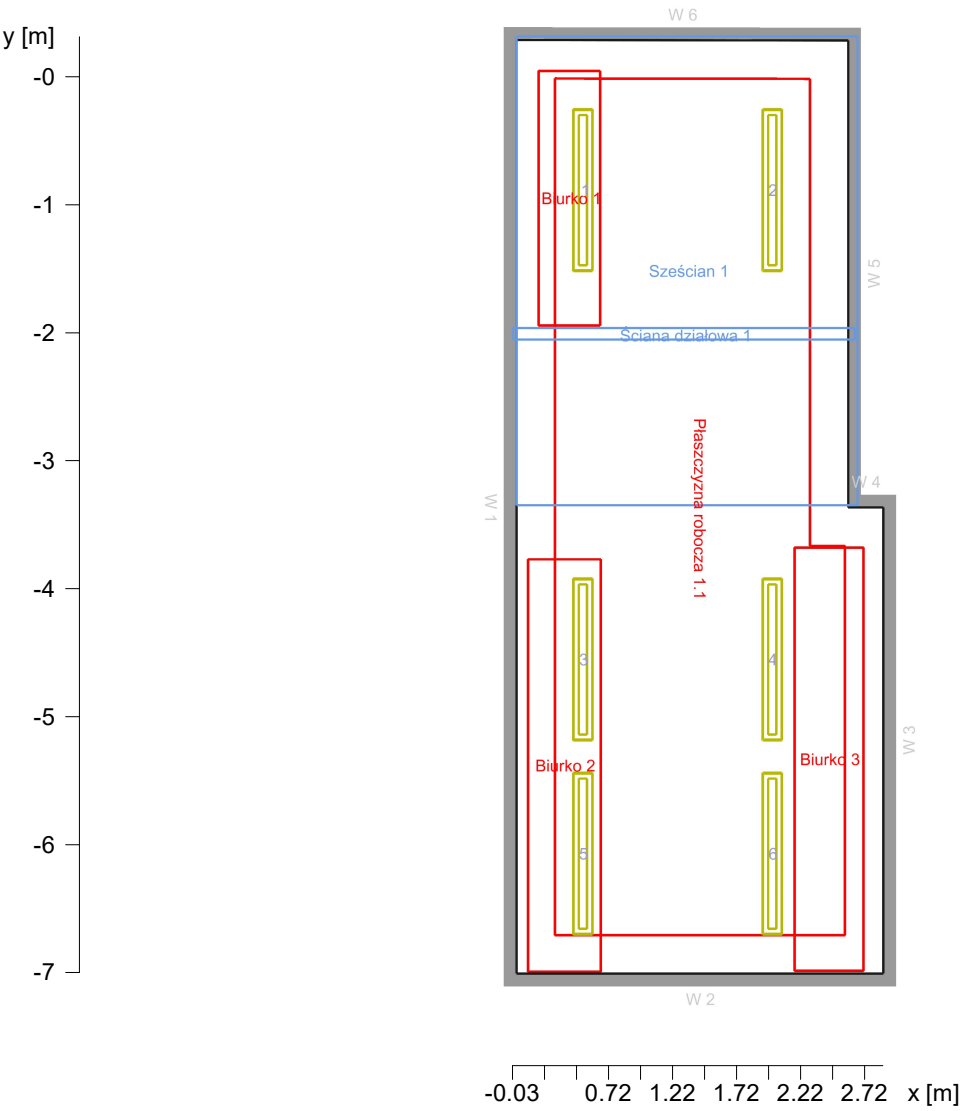 W 6
y [m]
-0
-1
-2
-3
-4
-5
-6
-7
1
2
Biurko 1
Sześcian 1
W 5
Ściana działowa 1
Płaszczyzna robocza 1.1
W 4
W 1
3
4
W 3
Biurko 2
Biurko 3
5
6
W 2
-0.03 0.72 1.22 1.72 2.22 2.72 x [m]